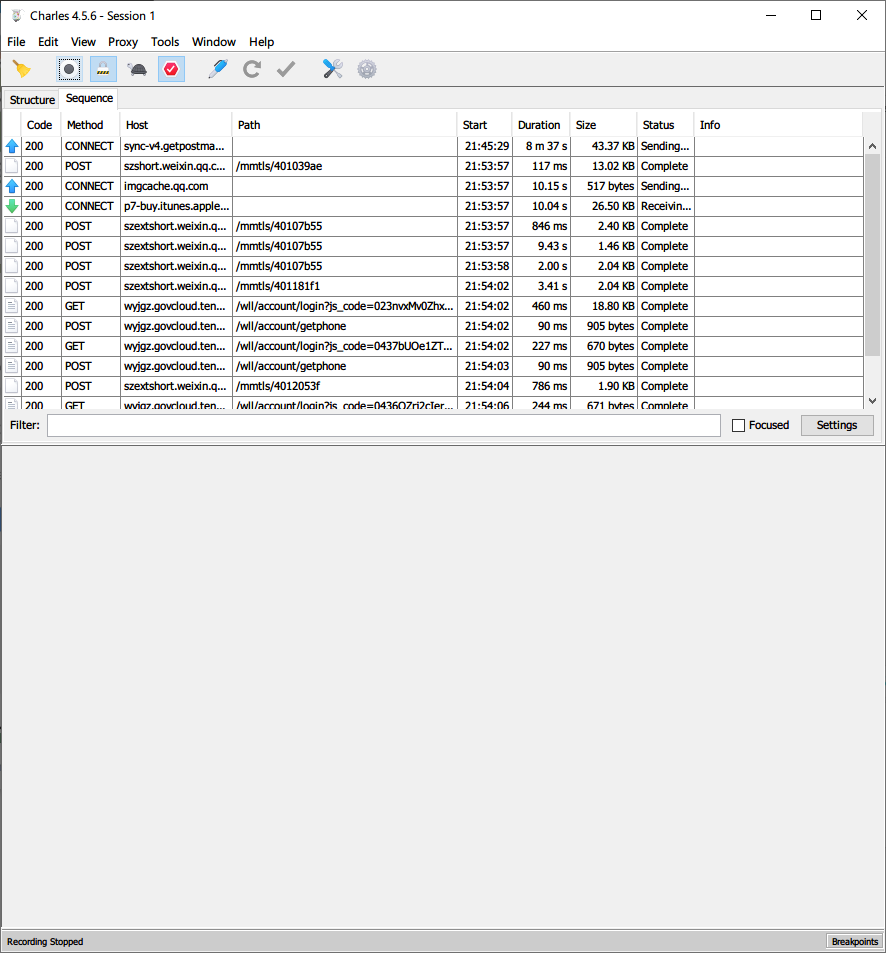 Charles 4.5.6 - Session 1
File Edit View Proxy Tools Window Help
Structure Sequence
Code Method Host Path Start Duration Size Status Info
200 CONNECT sync-v4.getpostma... 21:45:29 8 m 37 s 43.37 KB Sending...
200 POST szshort.weixin.qq.c... /mmtls/401039ae 21:53:57 117 ms 13.02 KB Complete
200 CONNECT imgcache.qq.com 21:53:57 10.15 s 517 bytes Sending...
200 CONNECT p7-buy.itunes.apple... 21:53:57 10.04 s 26.50 KB Receivin...
200 POST szextshort.weixin.q... /mmtls/40107b55 21:53:57 846 ms 2.40 KB Complete
200 POST szextshort.weixin.q... /mmtls/40107b55 21:53:57 9.43 s 1.46 KB Complete
200 POST szextshort.weixin.q... /mmtls/40107b55 21:53:58 2.00 s 2.04 KB Complete
200 POST szextshort.weixin.q... /mmtls/401181f1 21:54:02 3.41 s 2.04 KB Complete
200 GET wyjgz.govcloud.ten... /wll/account/login?js_code=023nvxMv0Zhx... 21:54:02 460 ms 18.80 KB Complete
200 POST wyjgz.govcloud.ten... /wll/account/getphone 21:54:02 90 ms 905 bytes Complete
200 GET wyjgz.govcloud.ten... /wll/account/login?js_code=0437bUOe1ZT... 21:54:02 227 ms 670 bytes Complete
200 POST wyjgz.govcloud.ten... /wll/account/getphone 21:54:03 90 ms 905 bytes Complete
200 POST szextshort.weixin.q... /mmtls/4012053f 21:54:04 786 ms 1.90 KB Complete
200 GET wyjgz.govcloud.ten... 21:54:06 244 ms 671 bytes Complete
Filter: Focused Settings
Recording Stopped Breakpoints